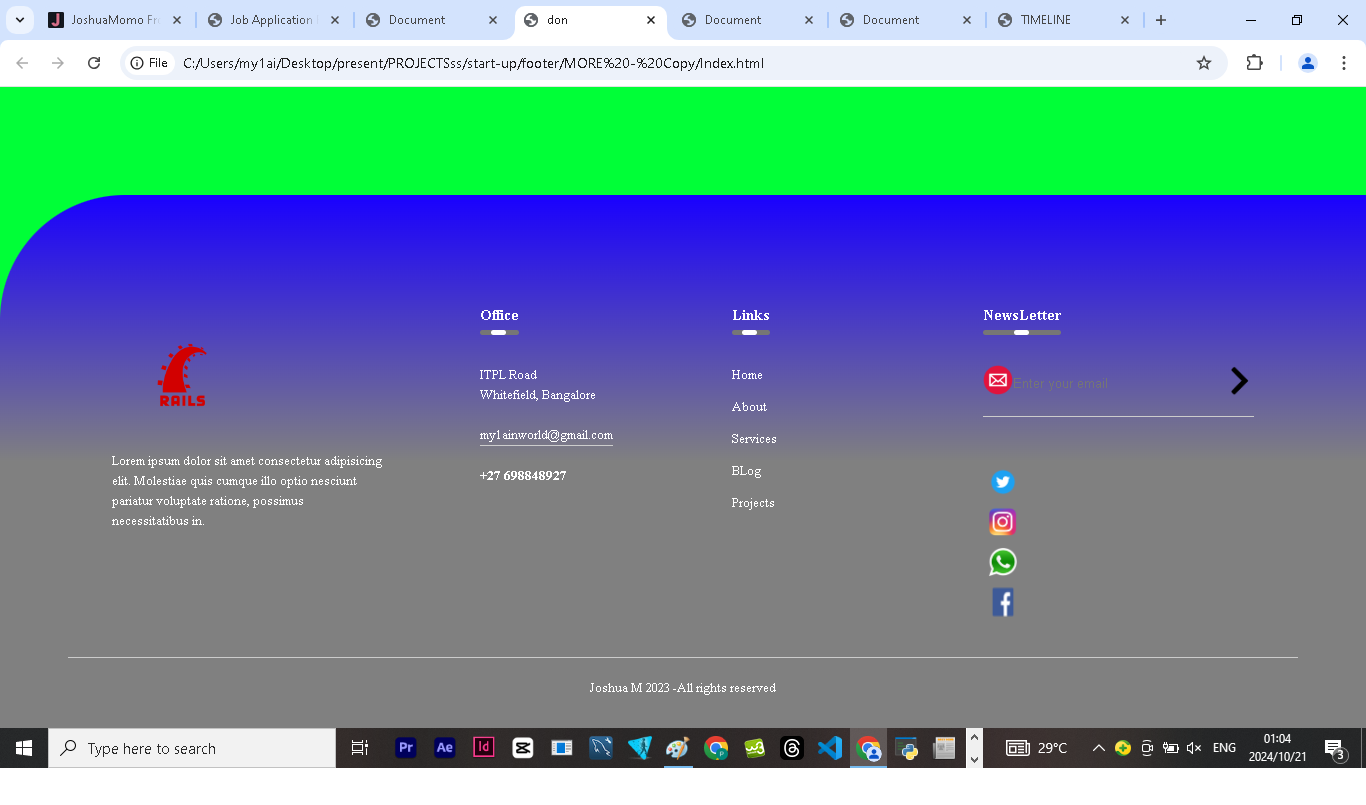 JoshuaMomo Fr
Job Application
Document
don
Document
Document
TIMELINE
File
C:/Users/my1ai/Desktop/present/PROJECTSss/start-up/footer/MORE%20-%20Copy/Index.html
RAILS
Lorem ipsum dolor sit amet consectetur adipisicing
elit. Molestiae quis cumque illo optio nesciunt
pariatur voluptate ratione, possimus
necessitatibus in.
Office
ITPL Road
Whitefield, Bangalore
my1ainworld@gmail.com
+27 698848927
Links
Home
About
Services
BLog
Projects
NewsLetter
Enter your email
Joshua M 2023 -All rights reserved
Type here to search
Pr
Ae
Id
29°C
ENG
01:04
2024/10/21
3